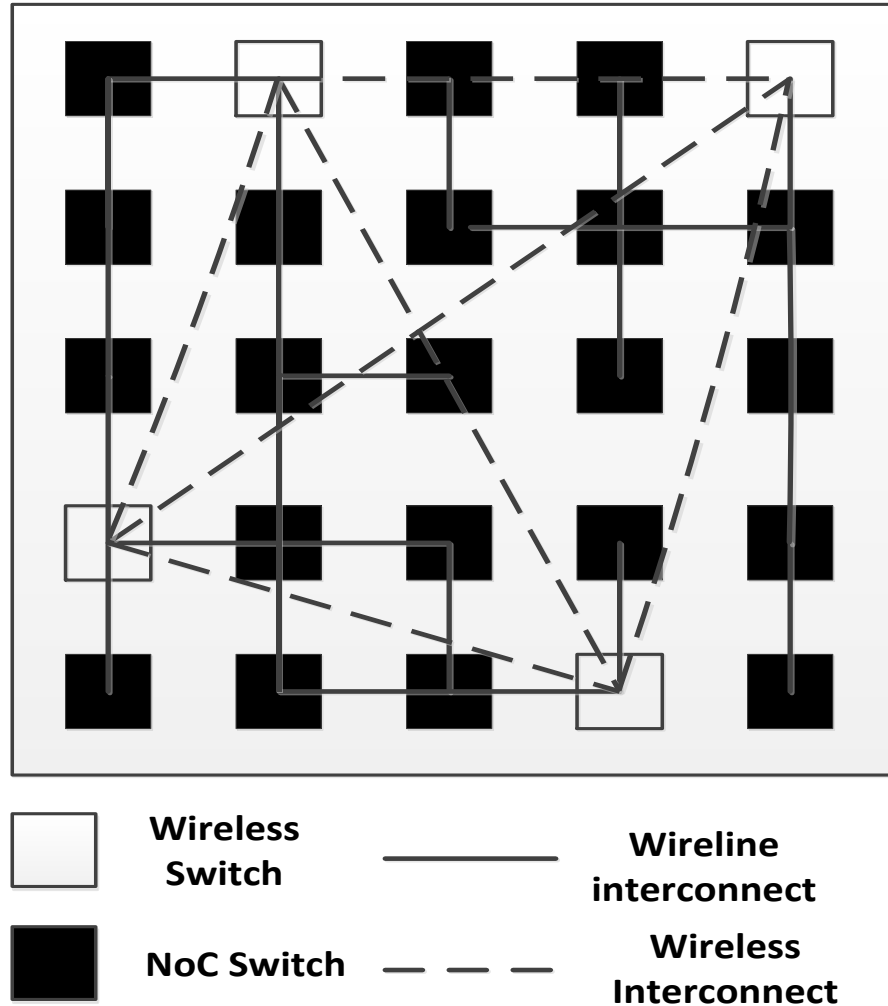 Wireless
Switch
Wireline
interconnect
NoC Switch
Wireless
Interconnect